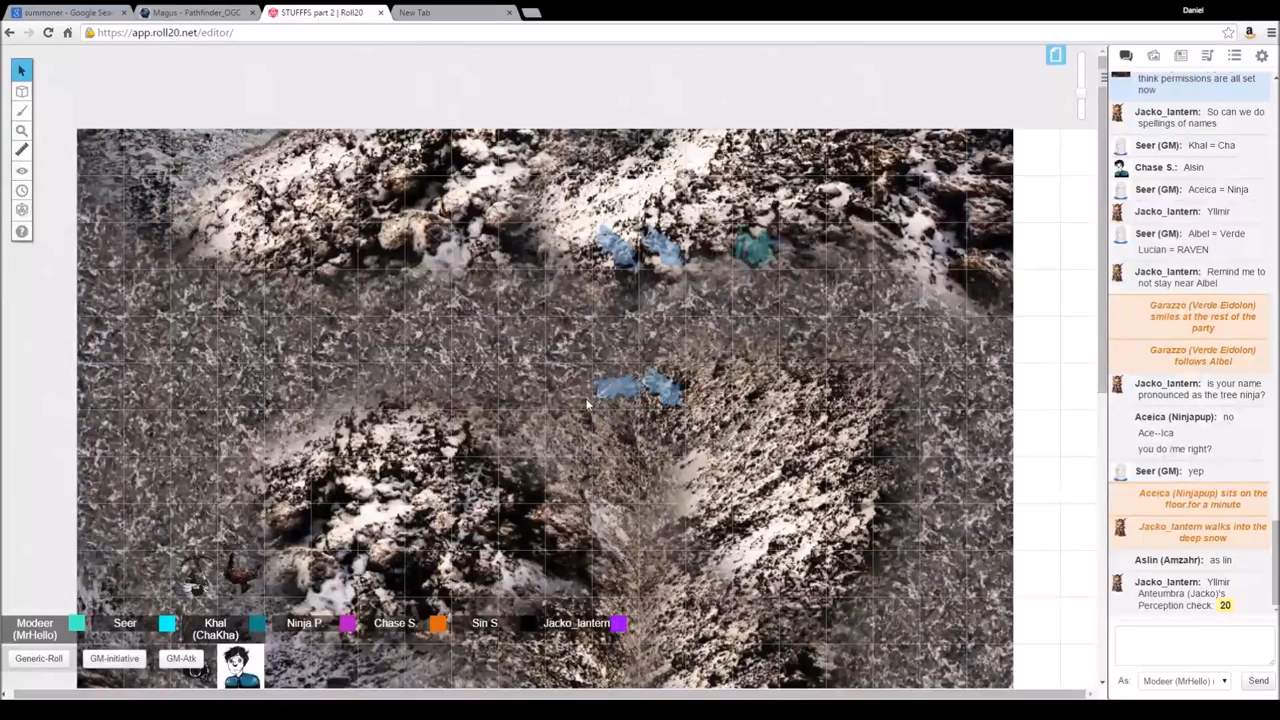 Daniel
summoner - Google Sea
Magus - Pathfinder_OGC
STUFFFS part 2 | Roll20
New Tab
https://app.roll20.net/editor/
think permissions are all set
now
Jacko_lantern: So can we do
spellings of names
Seer (GM): Khal = Cha
Chase S.: Alsin
Seer (GM): Aceica = Ninja
Jacko_lantern: Yllmir
Seer (GM): Albel = Verde
Lucian = RAVEN
Jacko_lantern: Remind me to
not stay near Albel
Garazzo (Verde Eidolon)
smiles at the rest of the
party
Garazzo (Verde Eidolon)
follows Albel
Jacko_lantern: is your name
pronounced as the tree ninja?
Aceica (Ninjapup): no
Ace--Ica
you do /me right?
Seer (GM): yep
Aceica (Ninjapup) sits on the
floor for a minute
Jacko_lantern walks into the
deep snow
Aslin (Amzahr): as lin
Jacko_lantern: Yllmir
Anteumbra (Jacko)'s
Perception check: 20
Modeer
(MrHello)
Seer
Khal
(ChaKha)
Ninja P.
Chase S.
Sin S.
Jacko_lantern
Generic-Roll
GM-initiative
GM-Atk
As:
Modeer (MrHello)
Send